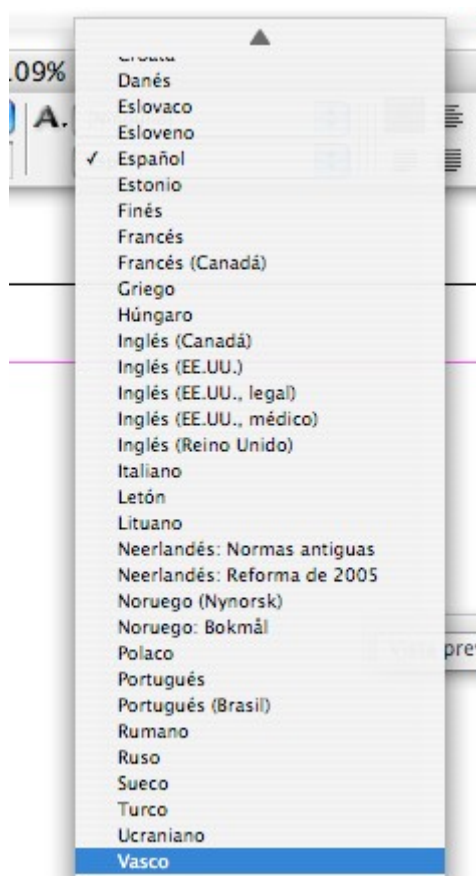 .09%
A.
Danés
Eslovaco
Esloveno
✓ Español
Estonio
Finés
Francés
Francés (Canadá)
Griego
Húngaro
Inglés (Canadá)
Inglés (EE.UU.)
Inglés (EE.UU., legal)
Inglés (EE.UU., médico)
Inglés (Reino Unido)
Italiano
Letón
Lituano
Neerlandés: Normas antiguas
Neerlandés: Reforma de 2005
Noruego (Nynorsk)
Noruego: Bokmål
Polaco
Portugués
Portugués (Brasil)
Rumano
Ruso
Sueco
Turco
Ucraniano
Vasco